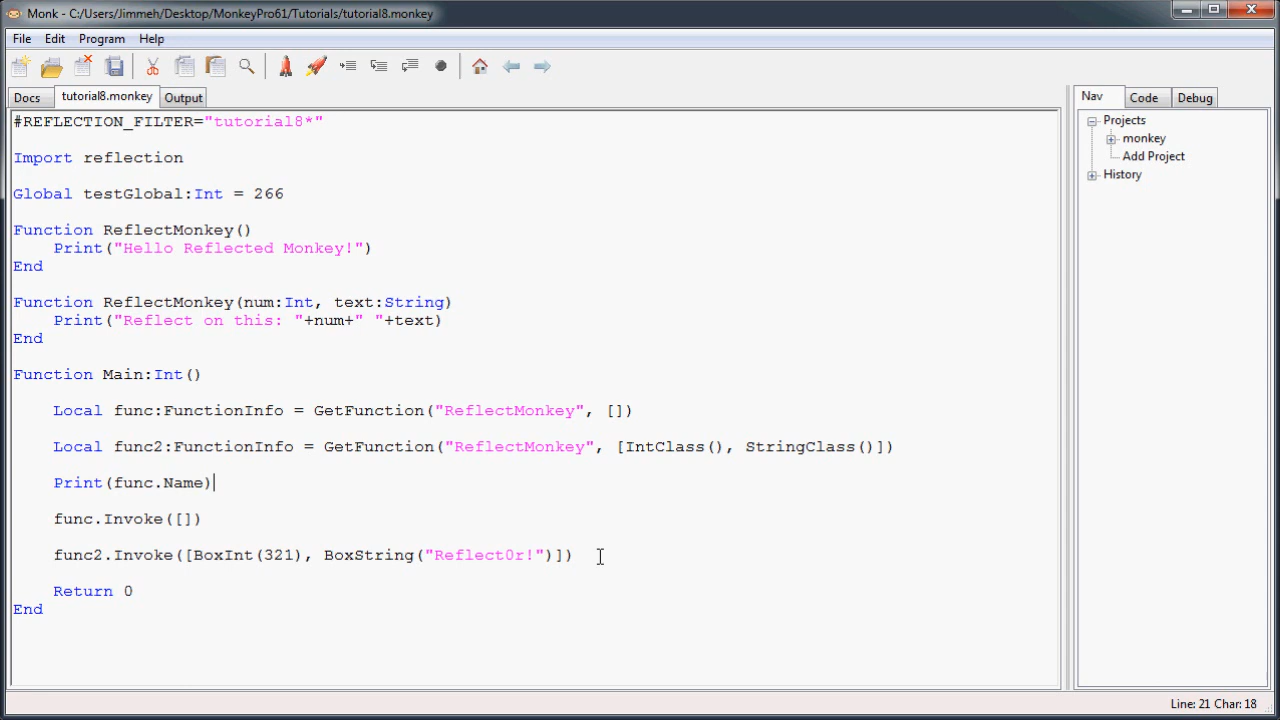 Monk - C:/Users/Jimmeh/Desktop/MonkeyPro61/Tutorials/tutorial8.monkey
File Edit Program Help
Docs tutorial8.monkey Output
Nav Code Debug
#REFLECTION_FILTER="tutorial8*"
Import reflection
Global testGlobal:Int = 266
Function ReflectMonkey()
    Print("Hello Reflected Monkey!")
End
Function ReflectMonkey(num:Int, text:String)
    Print("Reflect on this: "+num+" "+text)
End
Function Main:Int()
    Local func:FunctionInfo = GetFunction("ReflectMonkey", [])
    Local func2:FunctionInfo = GetFunction("ReflectMonkey", [IntClass(), StringClass()])
    Print(func.Name)
    func.Invoke([])
    func2.Invoke([BoxInt(321), BoxString("Reflect0r!")])
    Return 0
End
Projects
monkey
Add Project
History
Line: 21 Char: 18